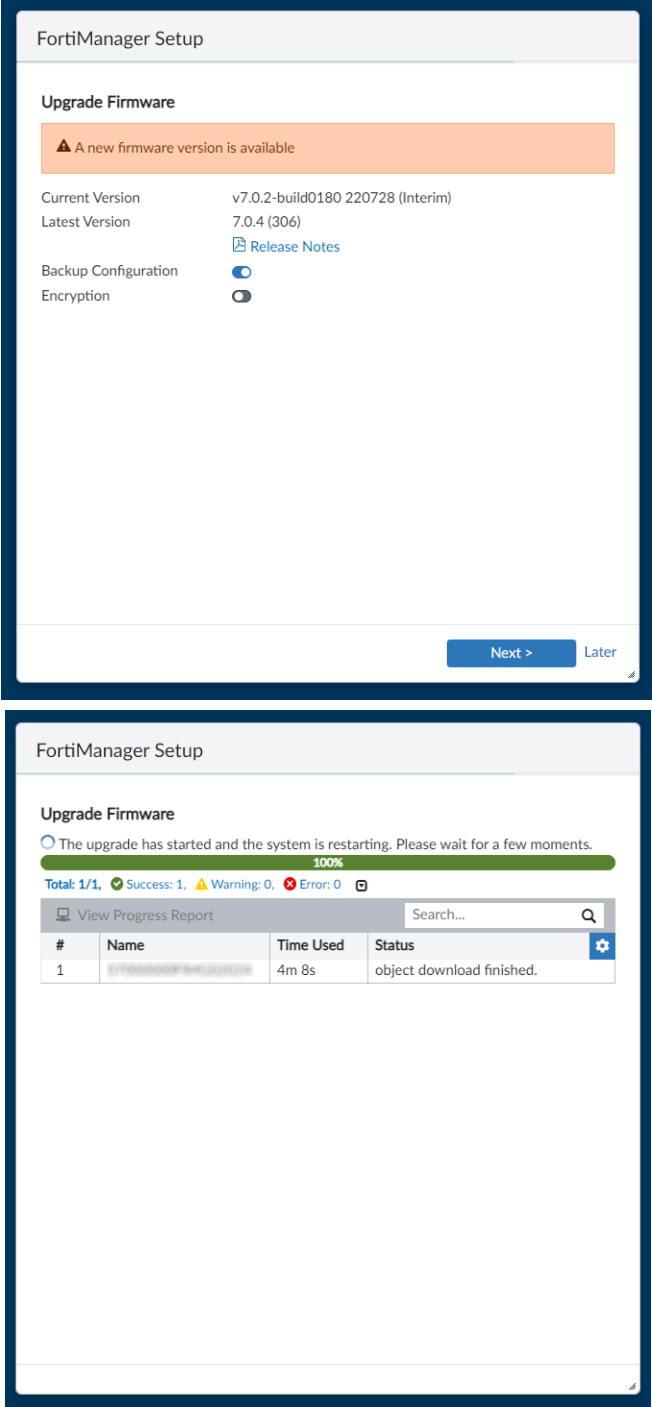 FortiManager Setup
Upgrade Firmware
A new firmware version is available
Current Version v7.0.2-build0180 220728 (Interim)
Latest Version 7.0.4 (306)
Release Notes
Backup Configuration
Encryption
Next > Later
FortiManager Setup
Upgrade Firmware
The upgrade has started and the system is restarting. Please wait for a few moments.
100%
Total: 1/1, Success: 1, Warning: 0, Error: 0
View Progress Report Search...
# Name Time Used Status
1 4m 8s object download finished.